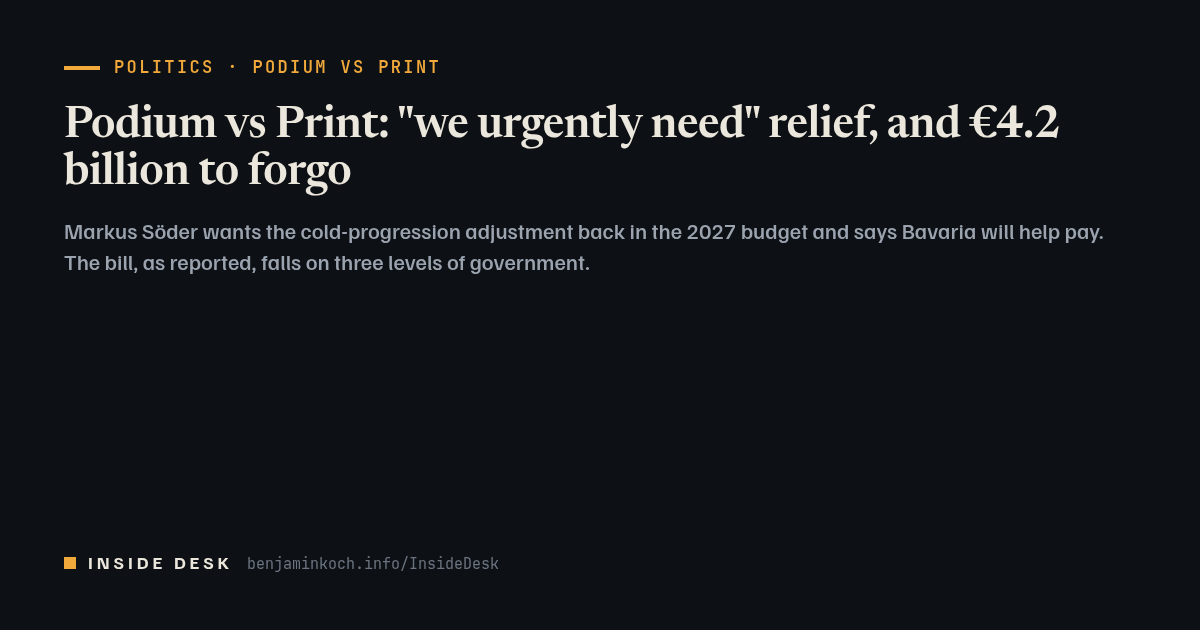 POLITICS · PODIUM VS PRINT
Podium vs Print: "we urgently need" relief, and €4.2
billion to forgo
Markus Söder wants the cold-progression adjustment back in the 2027 budget and says Bavaria will help pay.
The bill, as reported, falls on three levels of government.
INSIDE DESK benjaminkoch.info/InsideDesk